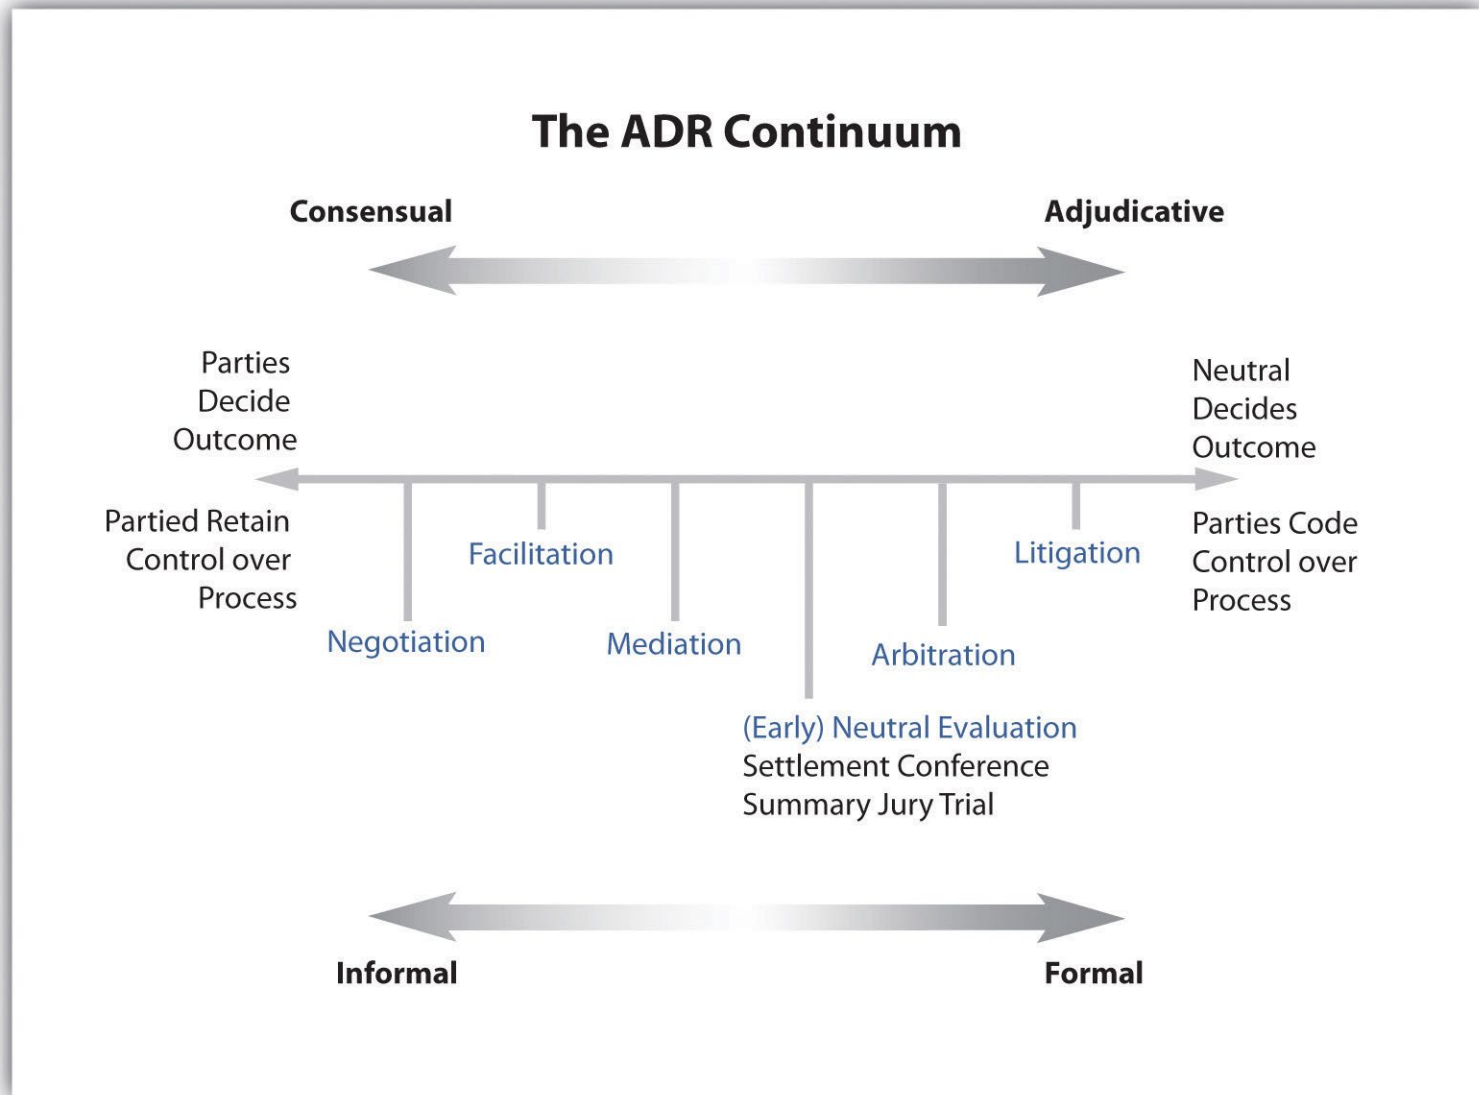 The ADR Continuum
Consensual
Adjudicative
Parties
Decide
Outcome
Neutral
Decides
Outcome
Partied Retain
Control over
Process
Parties Code
Control over
Process
Facilitation
Litigation
Negotiation
Mediation
Arbitration
(Early) Neutral Evaluation
Settlement Conference
Summary Jury Trial
Informal
Formal